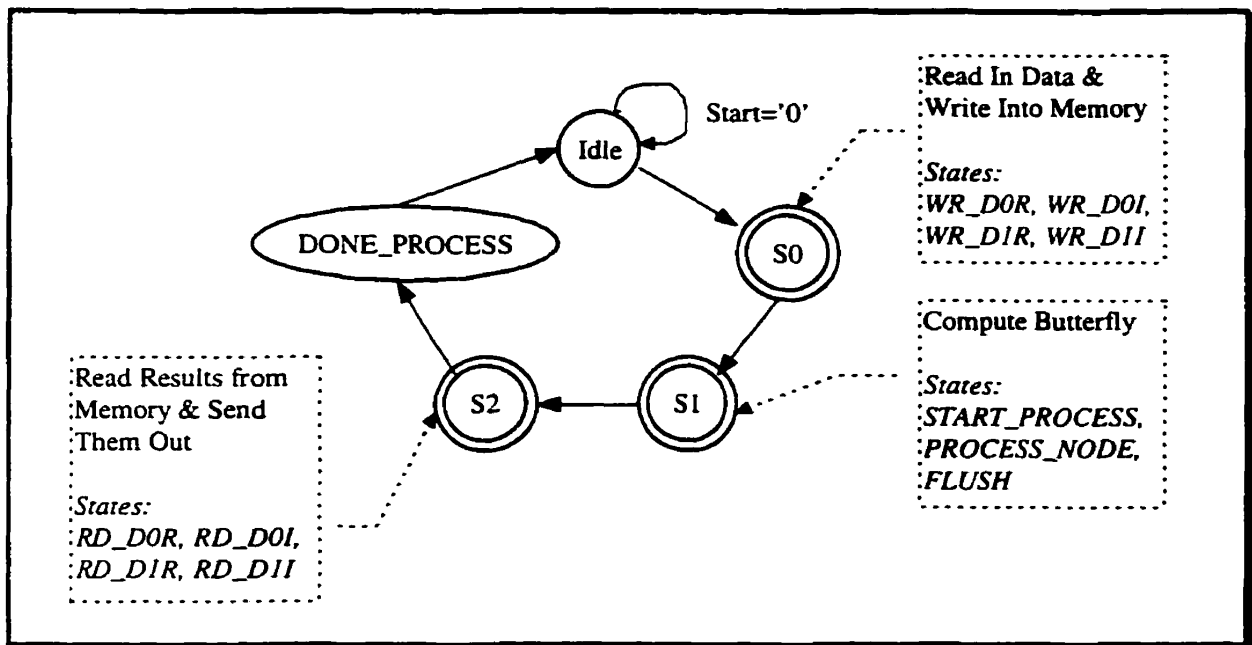 Read In Data &
Write Into Memory
States:
WR_D0R, WR_D0I,
WR_D1R, WR_D1I
Start='0'
Idle
DONE_PROCESS
S0
Compute Butterfly
States:
START_PROCESS,
PROCESS_NODE,
FLUSH
S1
S2
Read Results from
Memory & Send
Them Out
States:
RD_D0R, RD_D0I,
RD_D1R, RD_D1I